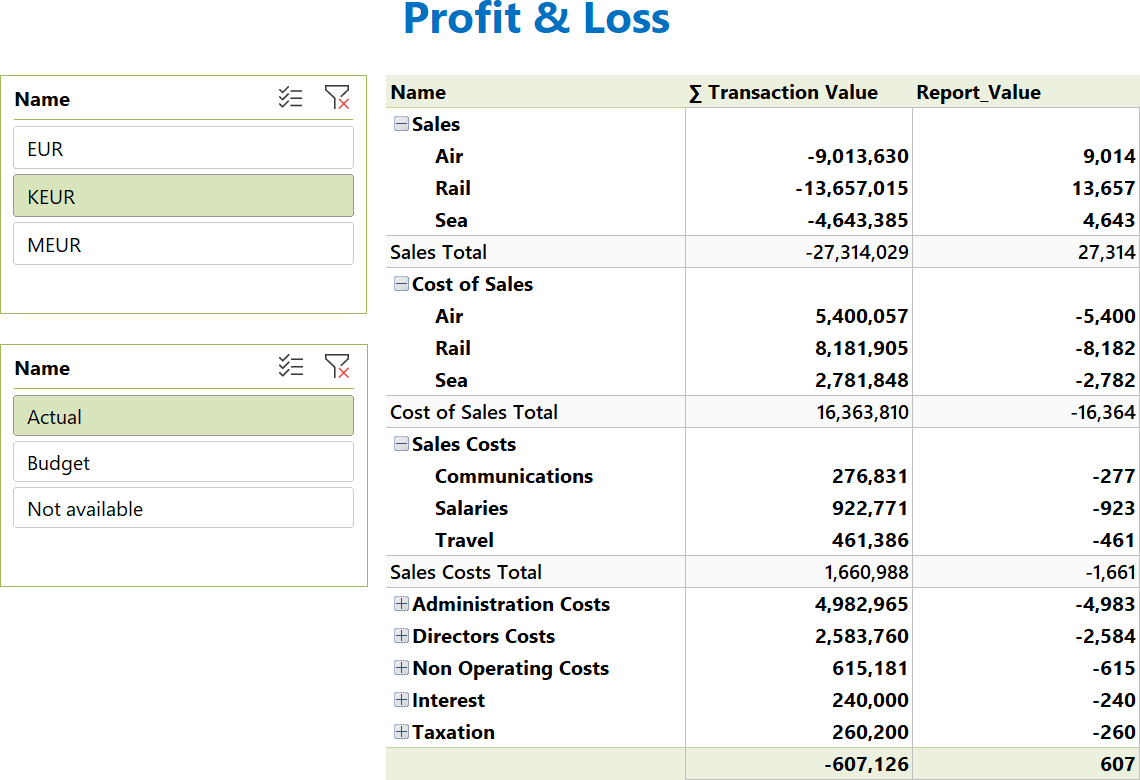 Profit & Loss
Name
EUR
KEUR
MEUR
Name
Actual
Budget
Not available
Name ∑ Transaction Value Report_Value
Sales
Air -9,013,630 9,014
Rail -13,657,015 13,657
Sea -4,643,385 4,643
Sales Total -27,314,029 27,314
Cost of Sales
Air 5,400,057 -5,400
Rail 8,181,905 -8,182
Sea 2,781,848 -2,782
Cost of Sales Total 16,363,810 -16,364
Sales Costs
Communications 276,831 -277
Salaries 922,771 -923
Travel 461,386 -461
Sales Costs Total 1,660,988 -1,661
Administration Costs 4,982,965 -4,983
Directors Costs 2,583,760 -2,584
Non Operating Costs 615,181 -615
Interest 240,000 -240
Taxation 260,200 -260
-607,126 607